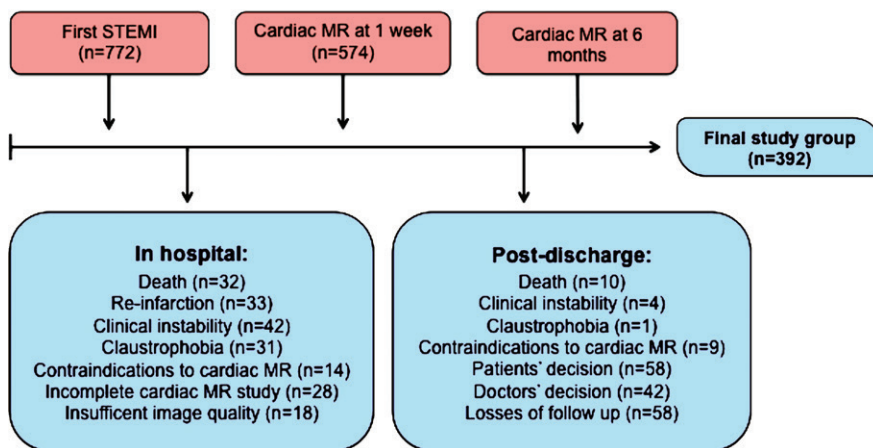 First STEMI
(n=772)
Cardiac MR at 1 week
(n=574)
Cardiac MR at 6
months
Final study group
(n=392)
In hospital:
Death (n=32)
Re-infarction (n=33)
Clinical instability (n=42)
Claustrophobia (n=31)
Contraindications to cardiac MR (n=14)
Incomplete cardiac MR study (n=28)
Insufficent image quality (n=18)
Post-discharge:
Death (n=10)
Clinical instability (n=4)
Claustrophobia (n=1)
Contraindications to cardiac MR (n=9)
Patients' decision (n=58)
Doctors' decision (n=42)
Losses of follow up (n=58)